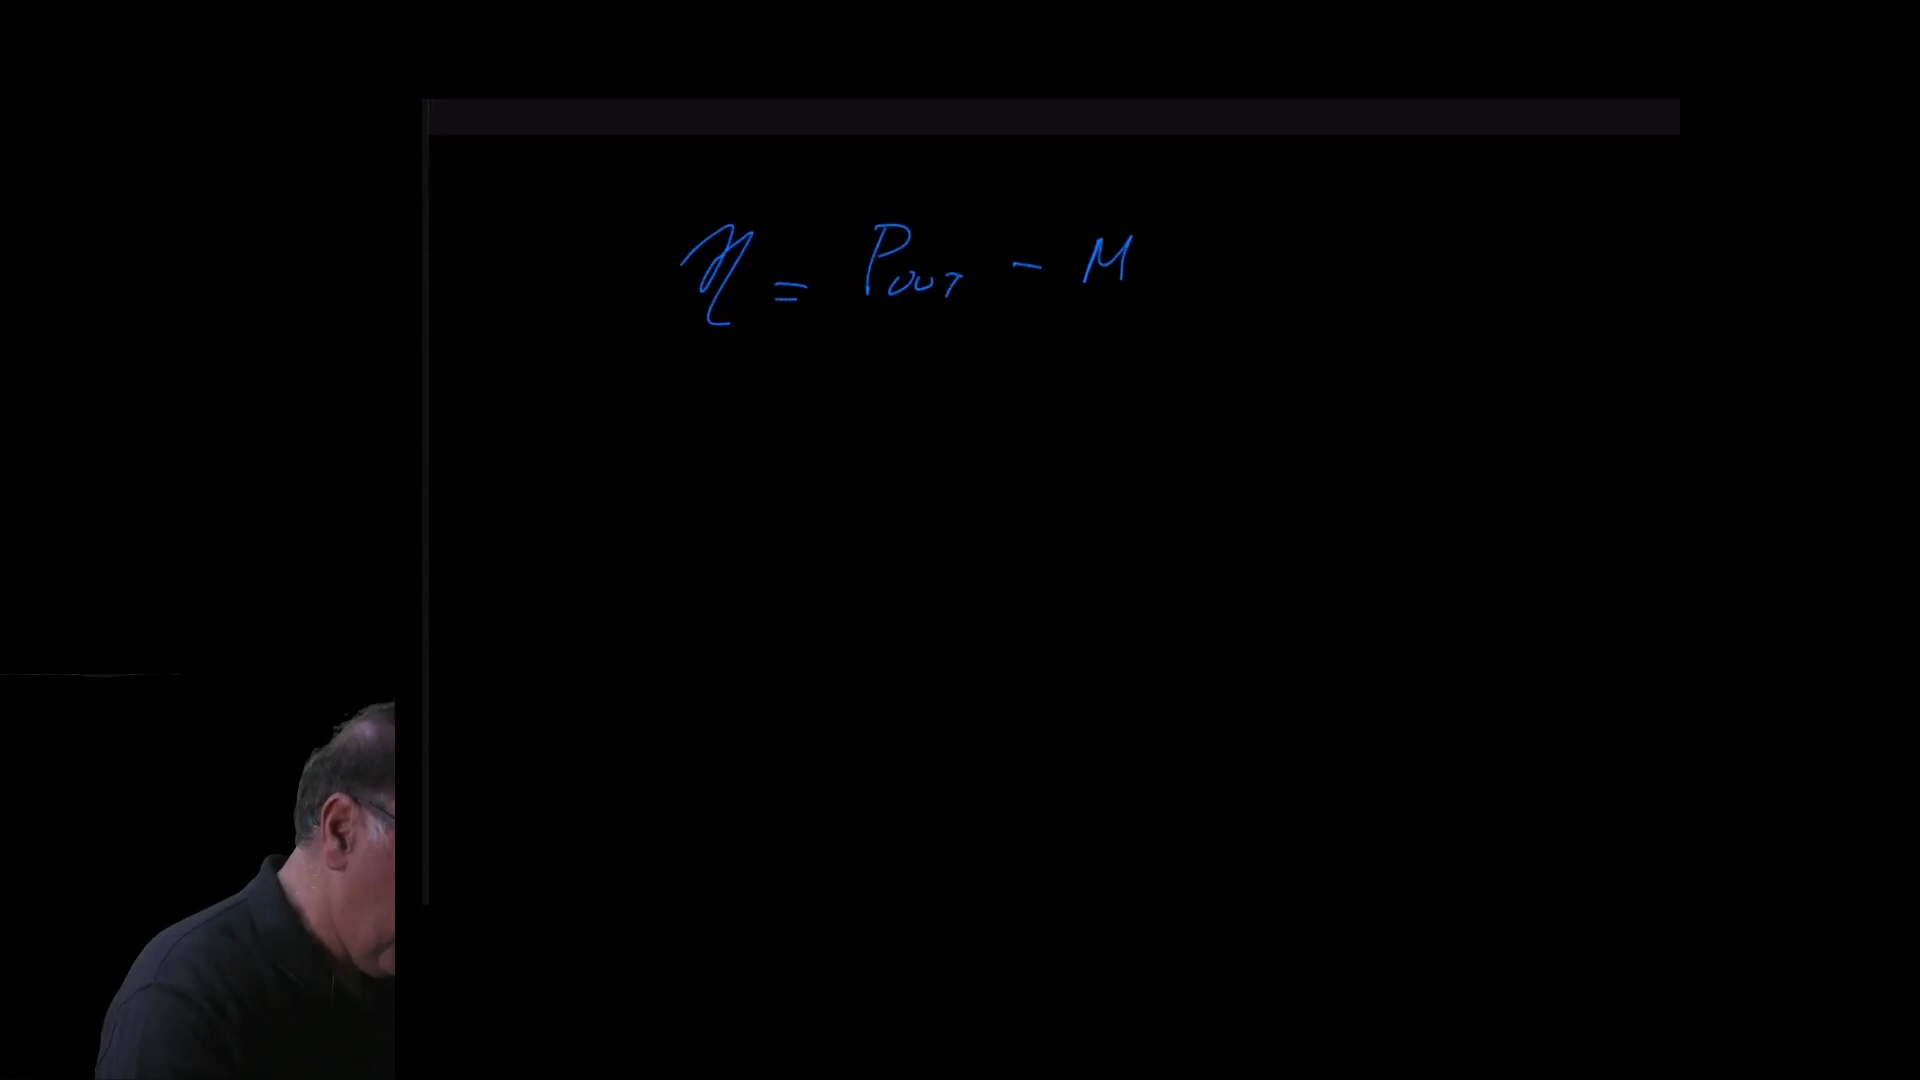 η = POUT - M